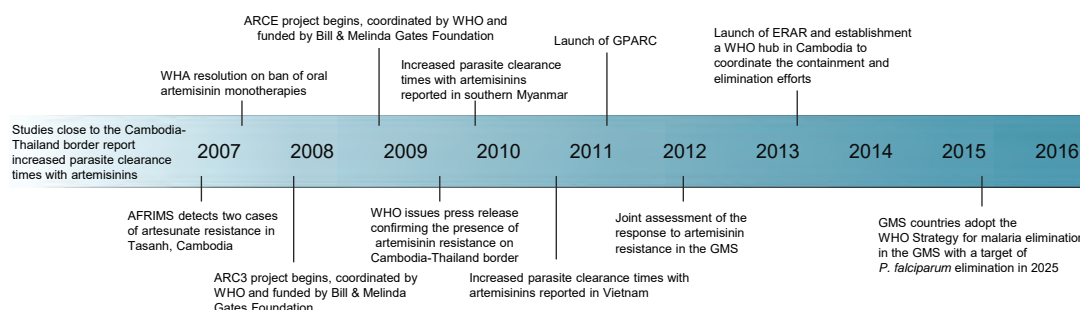 ARCE project begins, coordinated by WHO and
funded by Bill & Melinda Gates Foundation
Launch of GPARC
Launch of ERAR and establishment
a WHO hub in Cambodia to
coordinate the containment and
elimination efforts
WHA resolution on ban of oral
artemisinin monotherapies
Increased parasite clearance
times with artemisinins
reported in southern Myanmar
Studies close to the Cambodia-
Thailand border report
increased parasite clearance
times with artemisinins
2007 2008 2009 2010 2011 2012 2013 2014 2015 2016
AFRIMS detects two cases
of artesunate resistance in
Tasanh, Cambodia
WHO issues press release
confirming the presence of
artemisinin resistance on
Cambodia-Thailand border
Joint assessment of the
response to artemisinin
resistance in the GMS
GMS countries adopt the
WHO Strategy for malaria elimination
in the GMS with a target of
P. falciparum elimination in 2025
ARC3 project begins, coordinated by
WHO and funded by Bill & Melinda
Gates Foundation
Increased parasite clearance times with
artemisinins reported in Vietnam